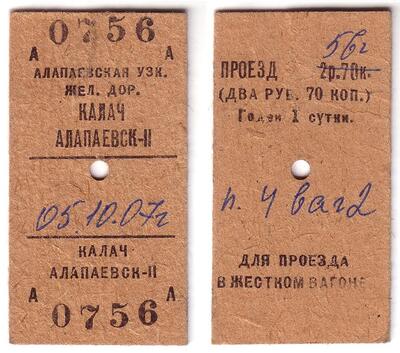 0756
А А
АЛАПАЕВСКАЯ УЗК.
ЖЕЛ. ДОР.
КАЛАЧ
АЛАПАЕВСК-II
05.10.07г
КАЛАЧ
АЛАПАЕВСК-II
А А
0756
56г
ПРОЕЗД 2р.70к.
(ДВА РУБ. 70 КОП.)
Годен 1 сутки.
п. 4 ваг2
ДЛЯ ПРОЕЗДА
В ЖЕСТКОМ ВАГОНЕ